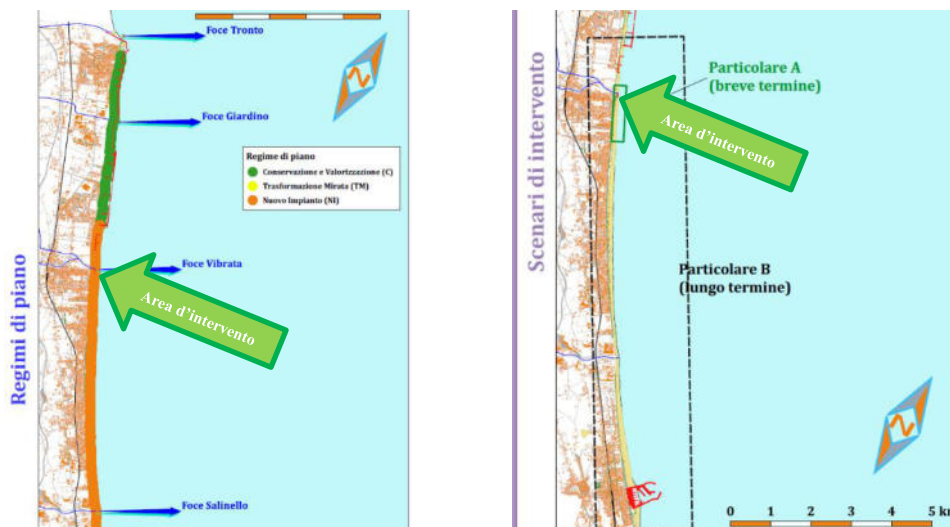 Regimi di piano
Foce Tronto
Foce Giardino
Regime di piano
Conservazione e Valorizzazione (C)
Trasformazione Mirata (TM)
Nuovo Impianto (NI)
Foce Vibrata
Area d'intervento
Foce Salinello
Scenari di intervento
Particolare A
(breve termine)
Area d'intervento
Particolare B
(lungo termine)
0 1 2 3 4 5 k